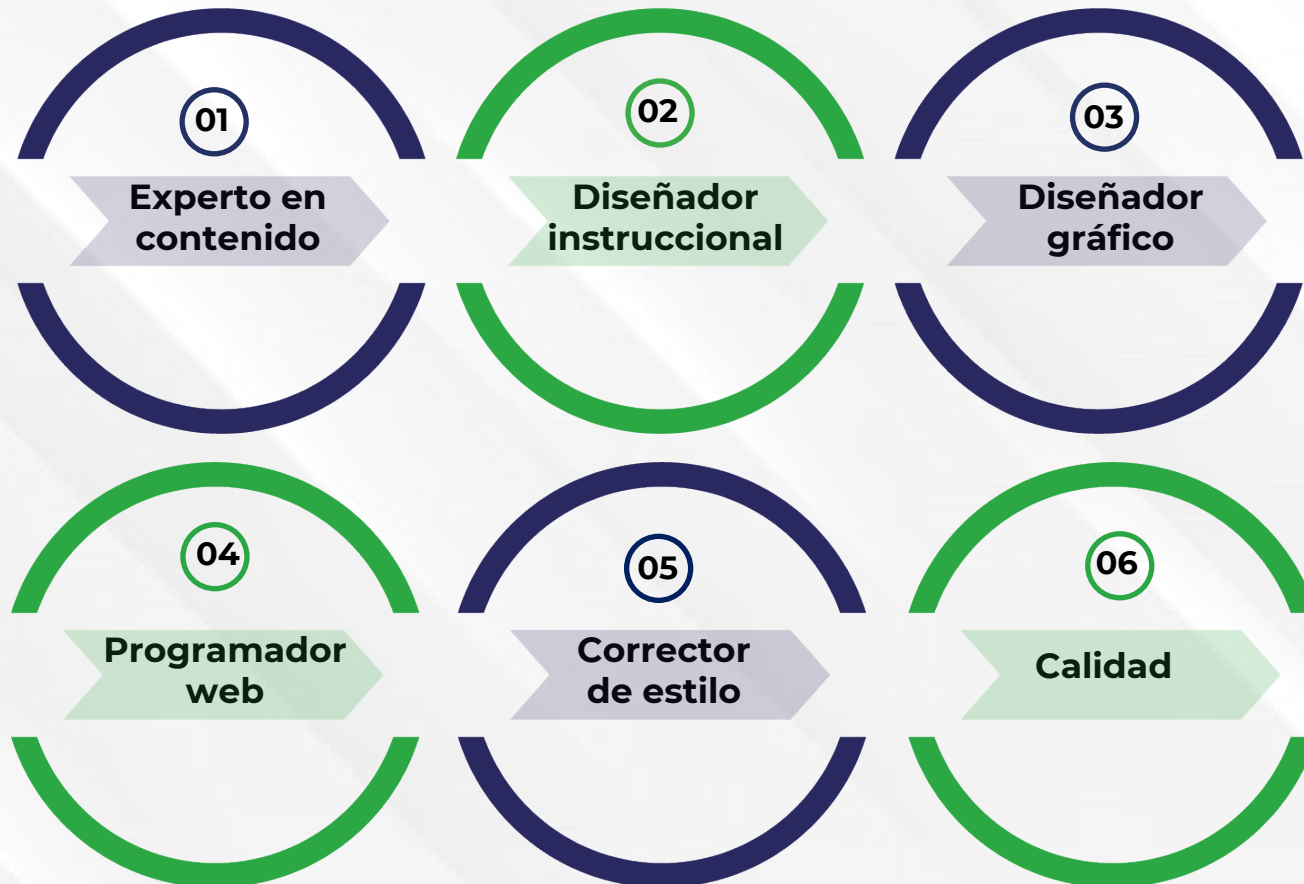 01
Experto en
contenido
02
Diseñador
instruccional
03
Diseñador
gráfico
04
Programador
web
05
Corrector
de estilo
06
Calidad